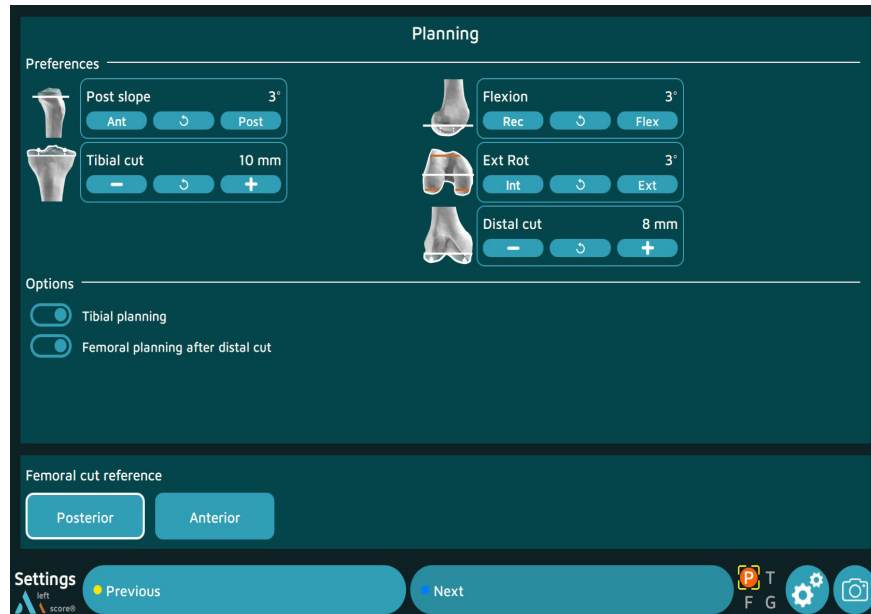 Planning
Preferences
Post slope 3°
Ant Post
Tibial cut 10 mm
Flexion 3°
Rec Flex
Ext Rot 3°
Int Ext
Distal cut 8 mm
Options
Tibial planning
Femoral planning after distal cut
Femoral cut reference
Posterior Anterior
Settings
left
score®
Previous
Next
P T
F G